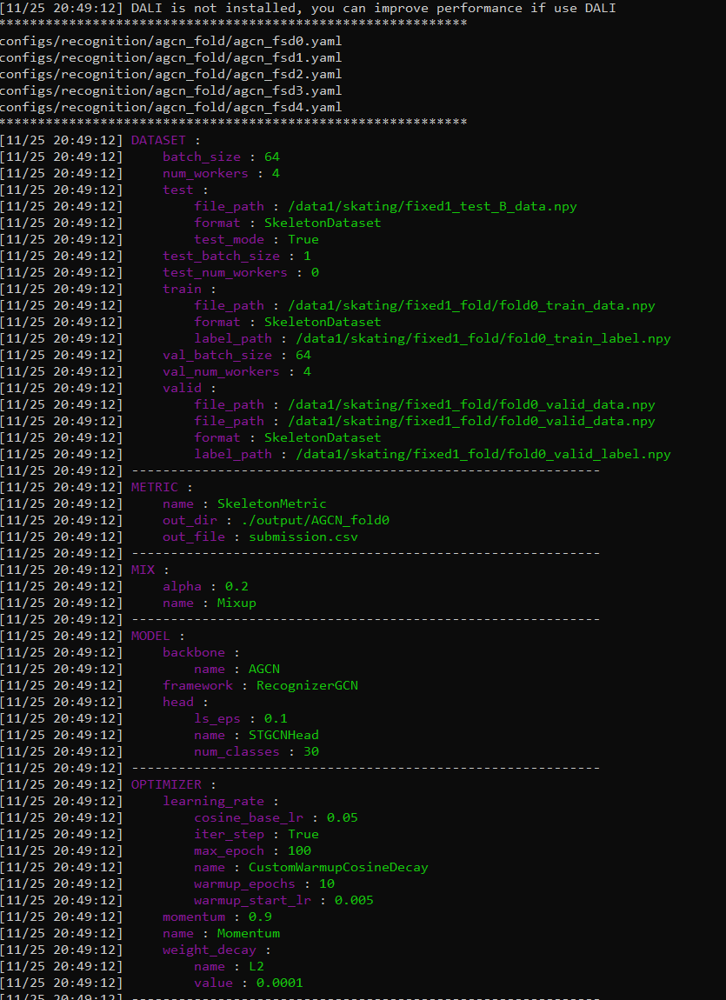 [11/25 20:49:12] DALI is not installed, you can improve performance if use DALI
************************************************************
configs/recognition/agcn_fold/agcn_fsd0.yaml
configs/recognition/agcn_fold/agcn_fsd1.yaml
configs/recognition/agcn_fold/agcn_fsd2.yaml
configs/recognition/agcn_fold/agcn_fsd3.yaml
configs/recognition/agcn_fold/agcn_fsd4.yaml
************************************************************
[11/25 20:49:12] DATASET :
[11/25 20:49:12]     batch_size : 64
[11/25 20:49:12]     num_workers : 4
[11/25 20:49:12]     test :
[11/25 20:49:12]         file_path : /data1/skating/fixed1_test_B_data.npy
[11/25 20:49:12]         format : SkeletonDataset
[11/25 20:49:12]         test_mode : True
[11/25 20:49:12]     test_batch_size : 1
[11/25 20:49:12]     test_num_workers : 0
[11/25 20:49:12]     train :
[11/25 20:49:12]         file_path : /data1/skating/fixed1_fold/fold0_train_data.npy
[11/25 20:49:12]         format : SkeletonDataset
[11/25 20:49:12]         label_path : /data1/skating/fixed1_fold/fold0_train_label.npy
[11/25 20:49:12]     val_batch_size : 64
[11/25 20:49:12]     val_num_workers : 4
[11/25 20:49:12]     valid :
[11/25 20:49:12]         file_path : /data1/skating/fixed1_fold/fold0_valid_data.npy
[11/25 20:49:12]         file_path : /data1/skating/fixed1_fold/fold0_valid_data.npy
[11/25 20:49:12]         format : SkeletonDataset
[11/25 20:49:12]         label_path : /data1/skating/fixed1_fold/fold0_valid_label.npy
[11/25 20:49:12] ------------------------------------------------------------
[11/25 20:49:12] METRIC :
[11/25 20:49:12]     name : SkeletonMetric
[11/25 20:49:12]     out_dir : ./output/AGCN_fold0
[11/25 20:49:12]     out_file : submission.csv
[11/25 20:49:12] ------------------------------------------------------------
[11/25 20:49:12] MIX :
[11/25 20:49:12]     alpha : 0.2
[11/25 20:49:12]     name : Mixup
[11/25 20:49:12] ------------------------------------------------------------
[11/25 20:49:12] MODEL :
[11/25 20:49:12]     backbone :
[11/25 20:49:12]         name : AGCN
[11/25 20:49:12]     framework : RecognizerGCN
[11/25 20:49:12]     head :
[11/25 20:49:12]         ls_eps : 0.1
[11/25 20:49:12]         name : STGCNHead
[11/25 20:49:12]         num_classes : 30
[11/25 20:49:12] ------------------------------------------------------------
[11/25 20:49:12] OPTIMIZER :
[11/25 20:49:12]     learning_rate :
[11/25 20:49:12]         cosine_base_lr : 0.05
[11/25 20:49:12]         iter_step : True
[11/25 20:49:12]         max_epoch : 100
[11/25 20:49:12]         name : CustomWarmupCosineDecay
[11/25 20:49:12]         warmup_epochs : 10
[11/25 20:49:12]         warmup_start_lr : 0.005
[11/25 20:49:12]     momentum : 0.9
[11/25 20:49:12]     name : Momentum
[11/25 20:49:12]     weight_decay :
[11/25 20:49:12]         name : L2
[11/25 20:49:12]         value : 0.0001
[11/25 20:49:12] ------------------------------------------------------------